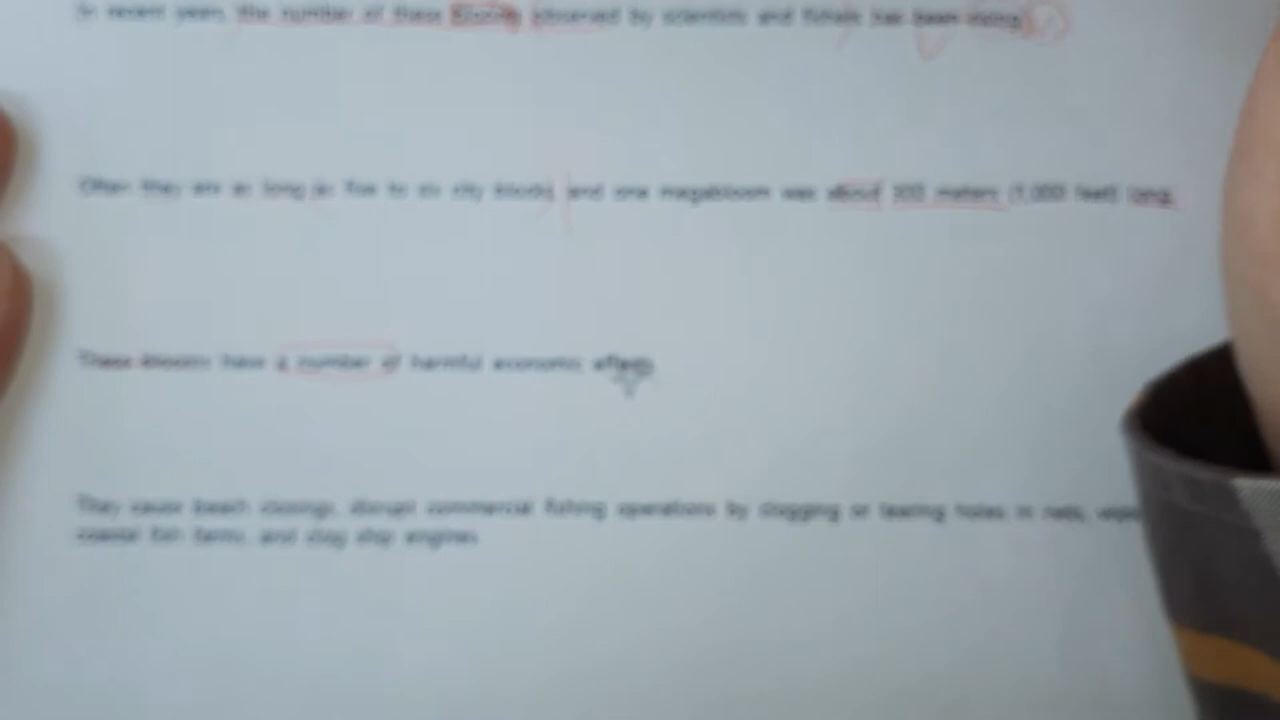 In recent years, the number of these blooms observed by scientists and fishers has been rising
Often they are as long as five to six city blocks, and one megabloom was about 300 meters (1,000 feet) long.
These blooms have a number of harmful economic effects
They cause beach closings, disrupt commercial fishing operations by clogging or tearing holes in nets, wipe
coastal fish farms, and clog ship engines